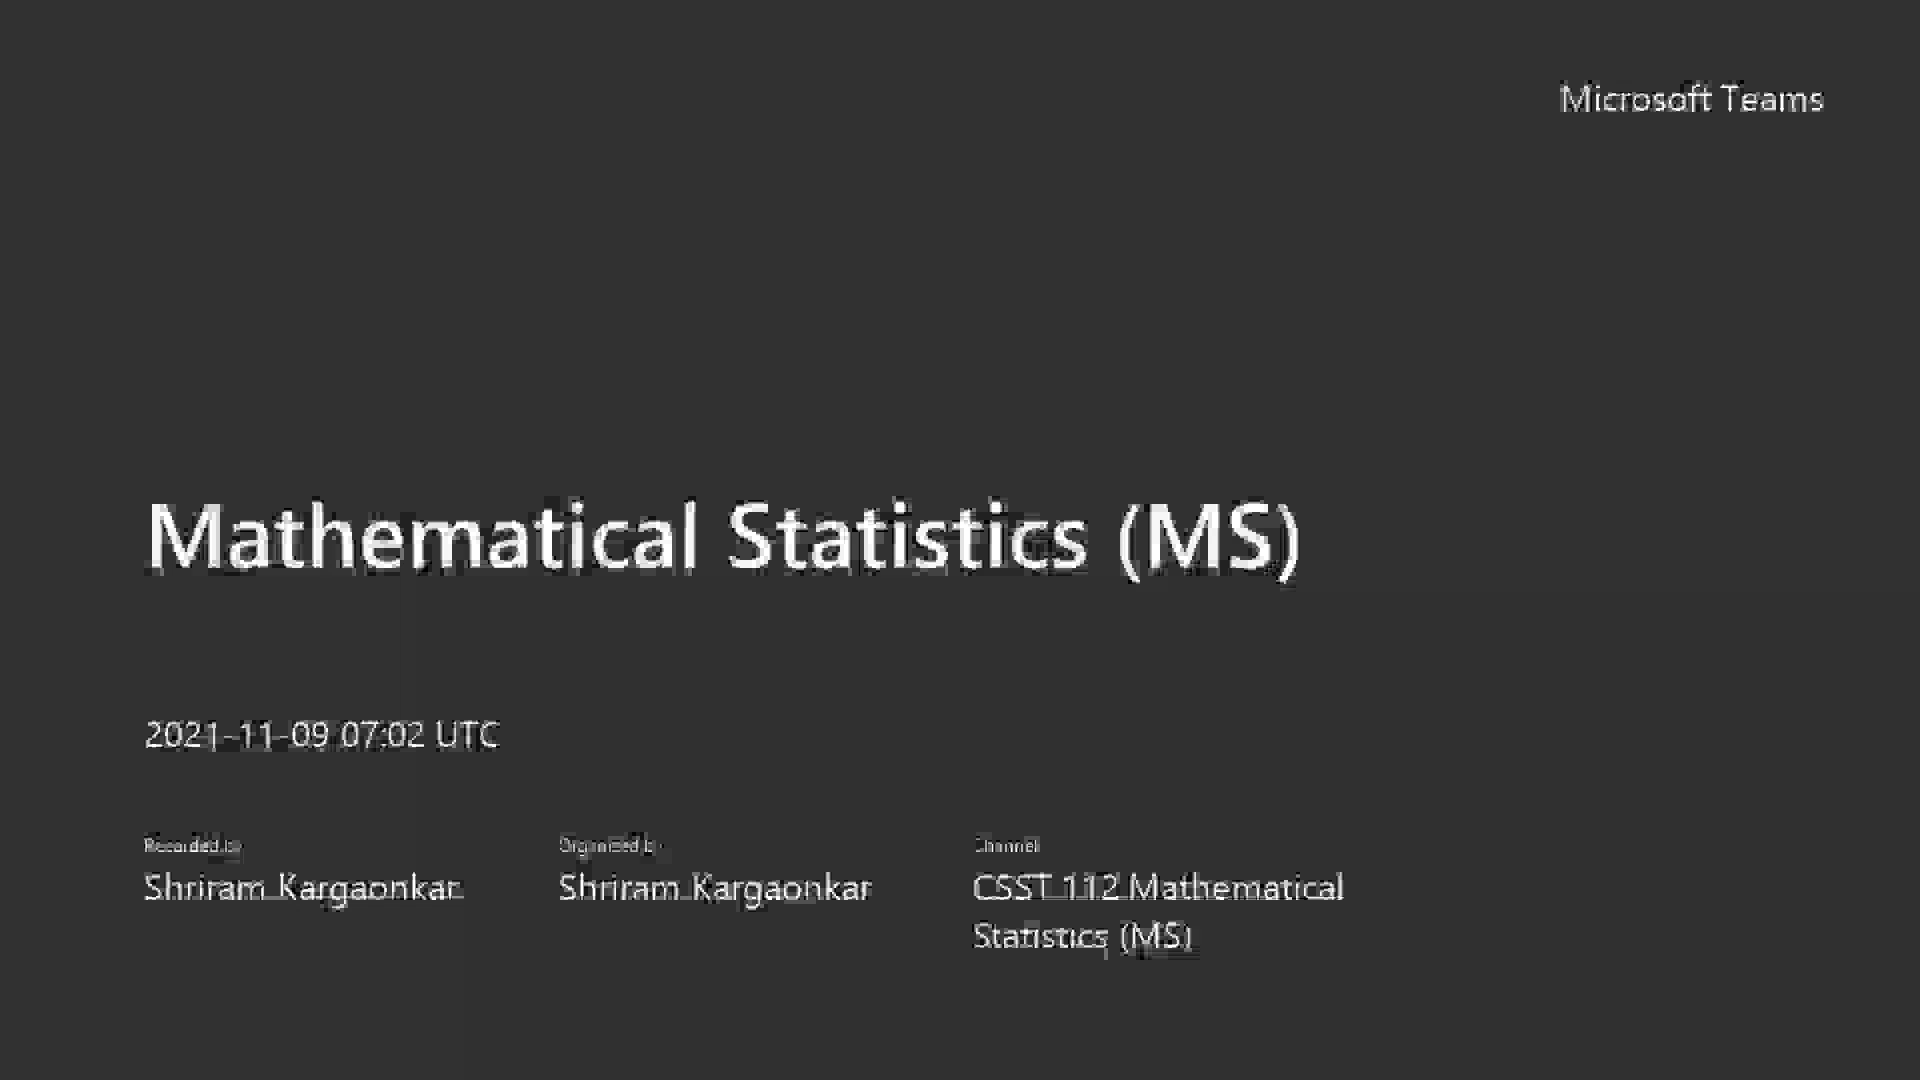 Microsoft Teams
Mathematical Statistics (MS)
2021-11-09 07:02 UTC
Recorded by
Organized by
Channel
Shriram Kargaonkar
Shriram Kargaonkar
CSST 112 Mathematical
Statistics (MS)